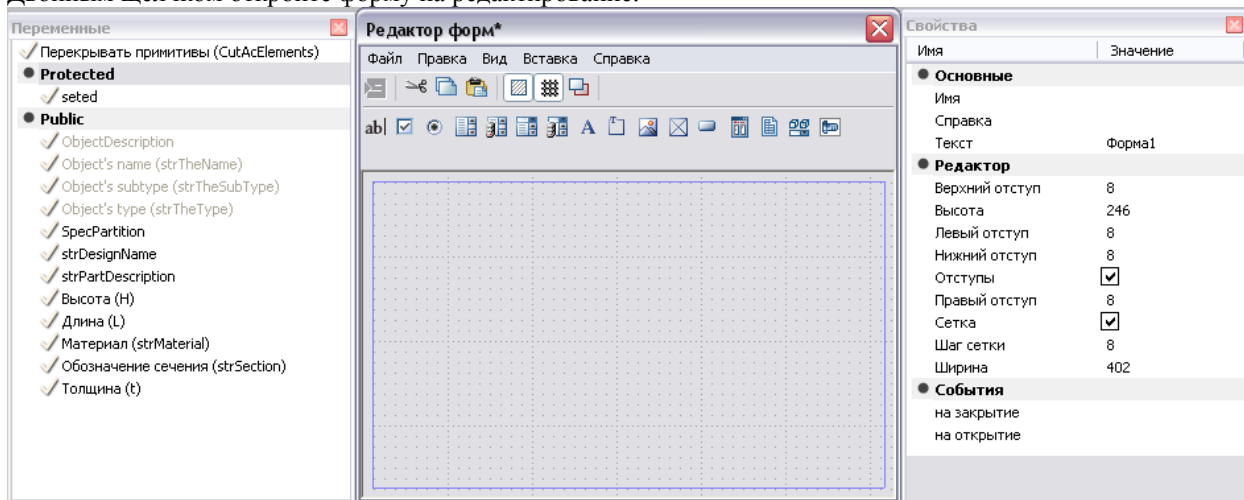 Двойным щелчком откройте форму на редактирование.
Переменные
Перекрывать примитивы (CutAcElements)
Protected
seted
Public
ObjectDescription
Object's name (strTheName)
Object's subtype (strTheSubType)
Object's type (strTheType)
SpecPartition
strDesignName
strPartDescription
Высота (H)
Длина (L)
Материал (strMaterial)
Обозначение сечения (strSection)
Толщина (t)
Редактор форм*
Файл Правка Вид Вставка Справка
ab| A
Свойства
Имя Значение
Основные
Имя
Справка
Текст Форма1
Редактор
Верхний отступ 8
Высота 246
Левый отступ 8
Нижний отступ 8
Отступы
Правый отступ 8
Сетка
Шаг сетки 8
Ширина 402
События
на закрытие
на открытие